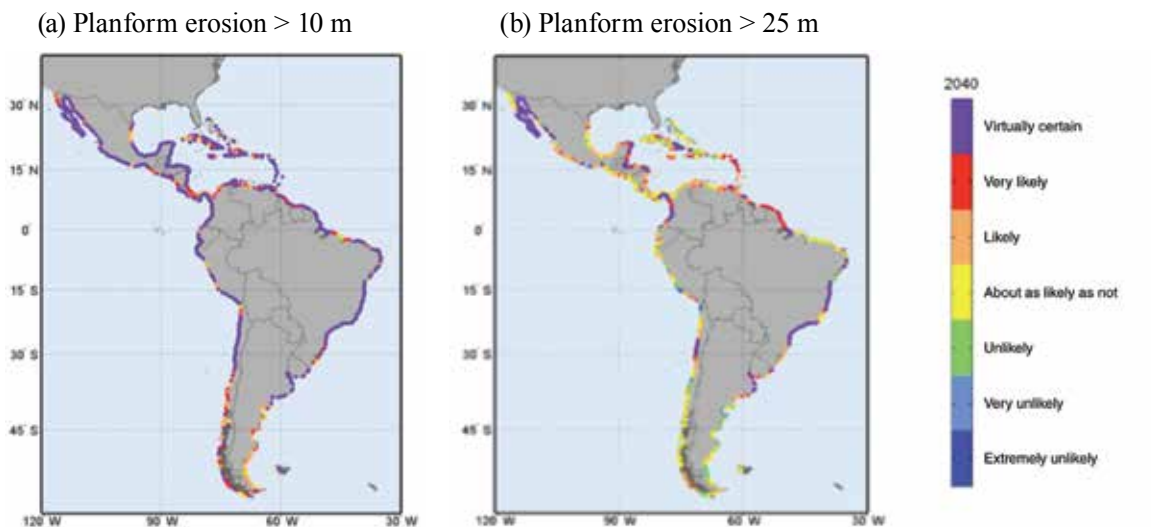 (a) Planform erosion > 10 m
(b) Planform erosion > 25 m
30° N
15° N
0°
15° S
30° S
45° S
120 W
90 W
60 W
30 W
30° N
15° N
0°
15° S
30° S
45° S
120 W
90 W
60 W
30 W
2040
Virtually certain
Very likely
Likely
About as likely as not
Unlikely
Very unlikely
Extremely unlikely